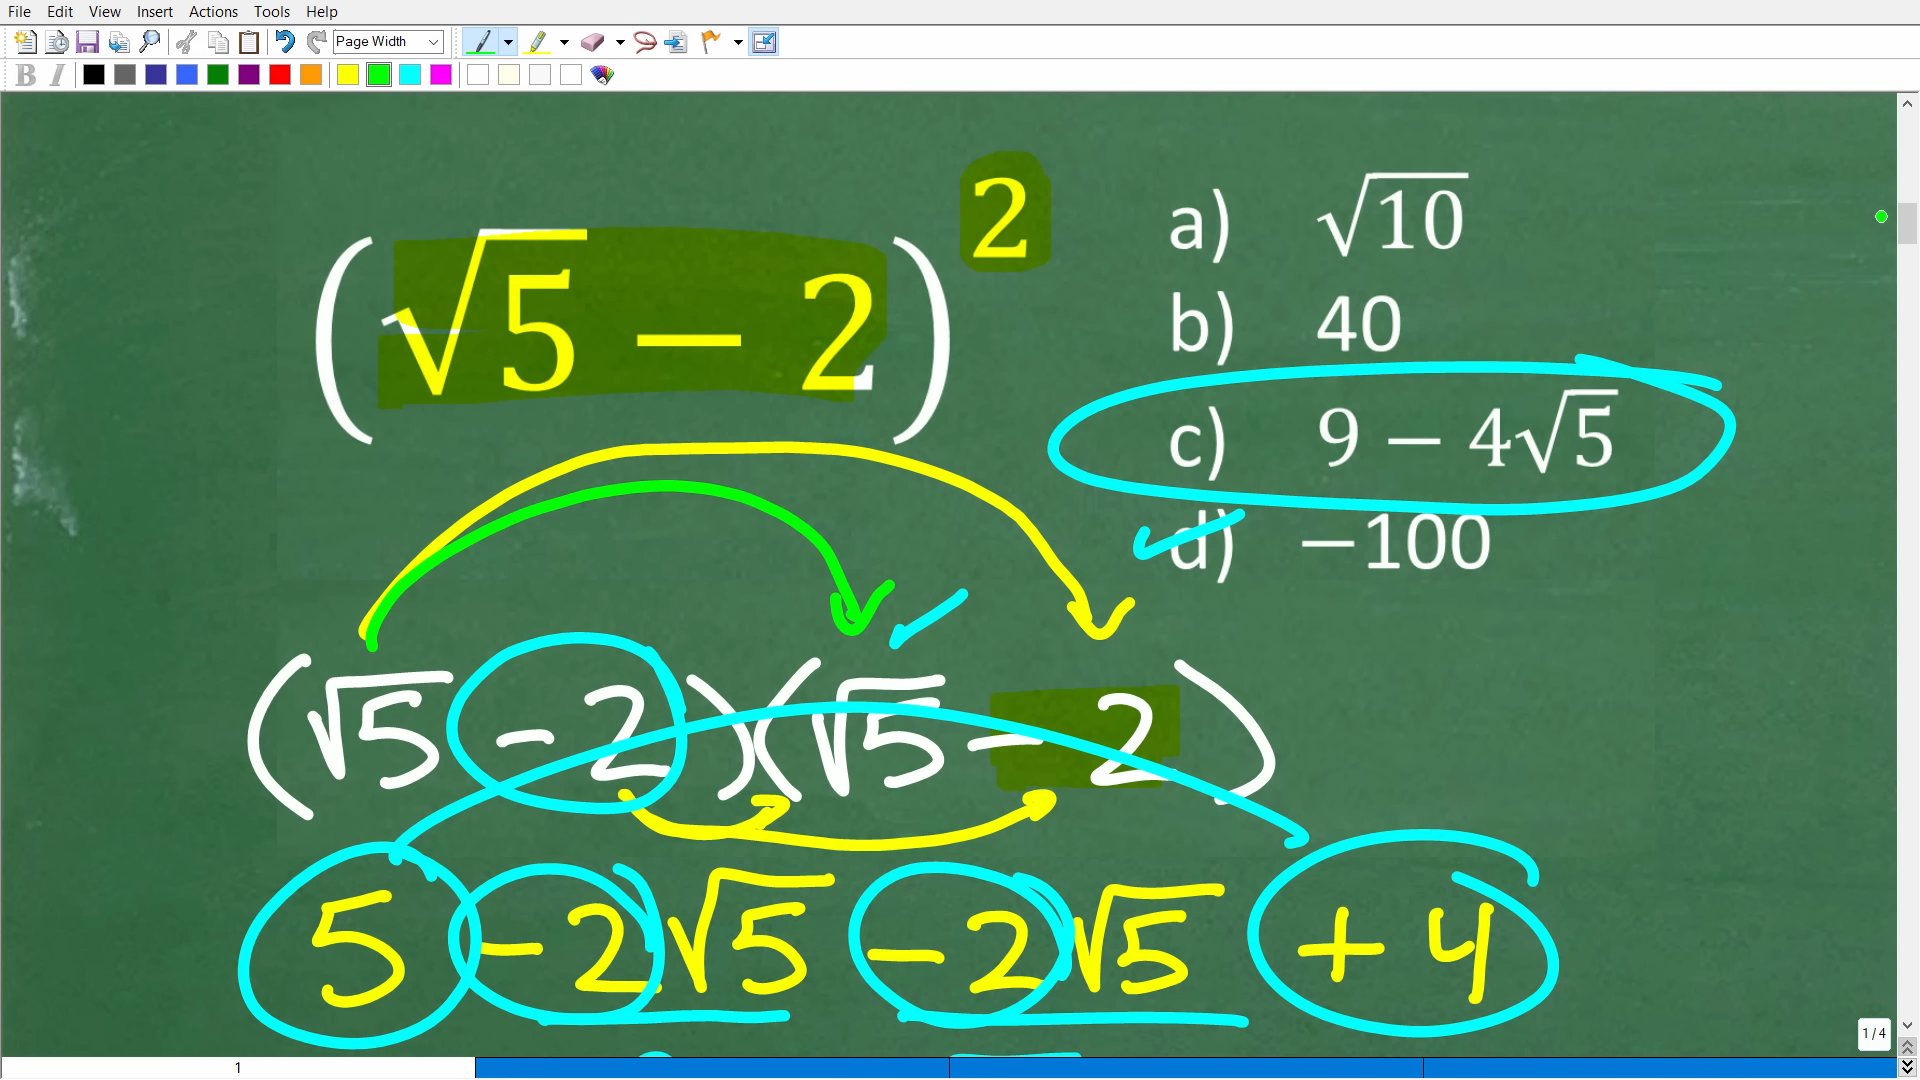 File Edit View Insert Actions Tools Help
Page Width
B I
(√5 − 2)²
a) √10
b) 40
c) 9 − 4√5
d) −100
(√5 - 2)(√5 - 2)
5 - 2√5 - 2√5 + 4
1 / 4
1